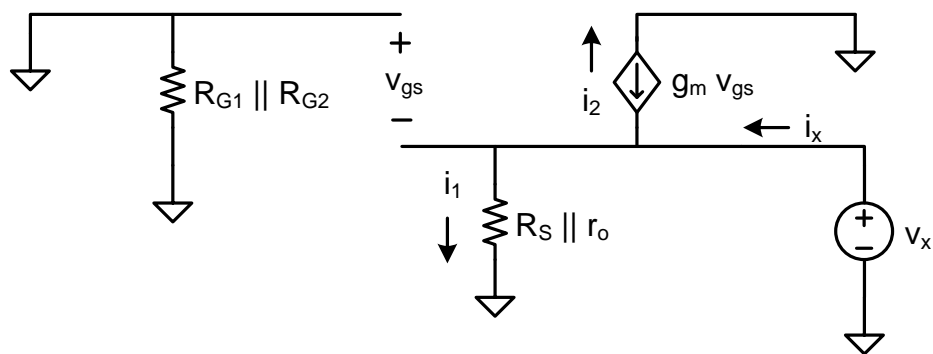 +
v_gs
−
R_G1 || R_G2
i_2
g_m v_gs
i_x
i_1
R_S || r_o
+
−
v_x